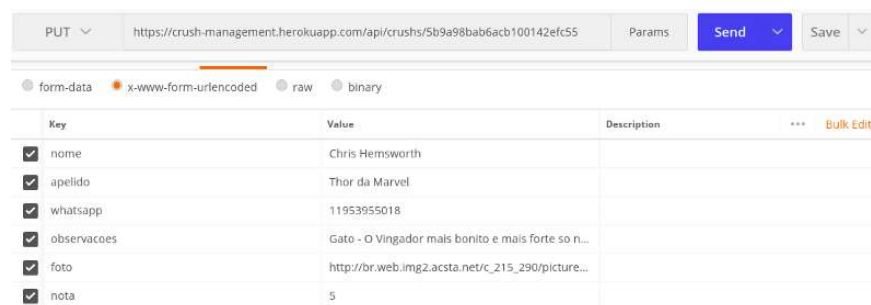 PUT https://crush-management.herokuapp.com/api/crushs/5b9a98bab6acb100142efc55 Params Send Save
form-data x-www-form-urlencoded raw binary
Key Value Description ••• Bulk Edit
nome Chris Hemsworth
apelido Thor da Marvel
whatsapp 11953955018
observacoes Gato - O Vingador mais bonito e mais forte so n...
foto http://br.web.img2.acsta.net/c_215_290/picture...
nota 5